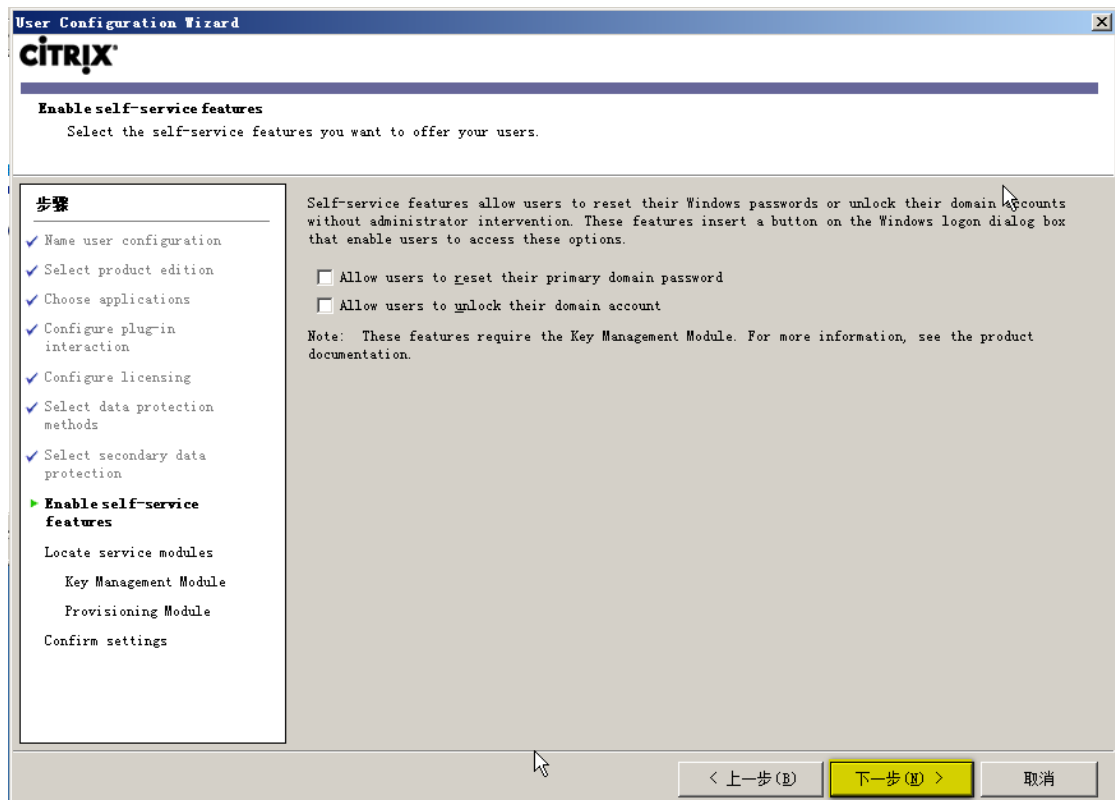 User Configuration Wizard
CİTRIX
Enable self-service features
Select the self-service features you want to offer your users.
步骤
Name user configuration
Select product edition
Choose applications
Configure plug-in
interaction
Configure licensing
Select data protection
methods
Select secondary data
protection
Enable self-service
features
Locate service modules
Key Management Module
Provisioning Module
Confirm settings
Self-service features allow users to reset their Windows passwords or unlock their domain accounts
without administrator intervention. These features insert a button on the Windows logon dialog box
that enable users to access these options.
Allow users to reset their primary domain password
Allow users to unlock their domain account
Note: These features require the Key Management Module. For more information, see the product
documentation.
< 上一步(B)
下一步(N) >
取消